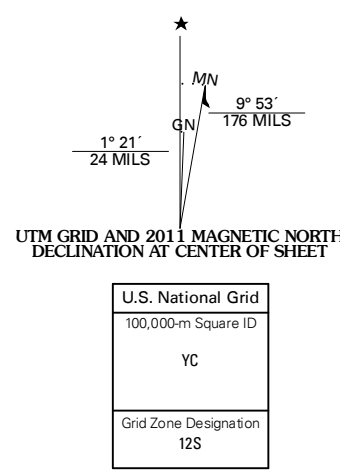 MN
GN
9° 53´
176 MILS
1° 21´
24 MILS
UTM GRID AND 2011 MAGNETIC NORTH
DECLINATION AT CENTER OF SHEET
U.S. National Grid
100,000-m Square ID
YC
Grid Zone Designation
12S